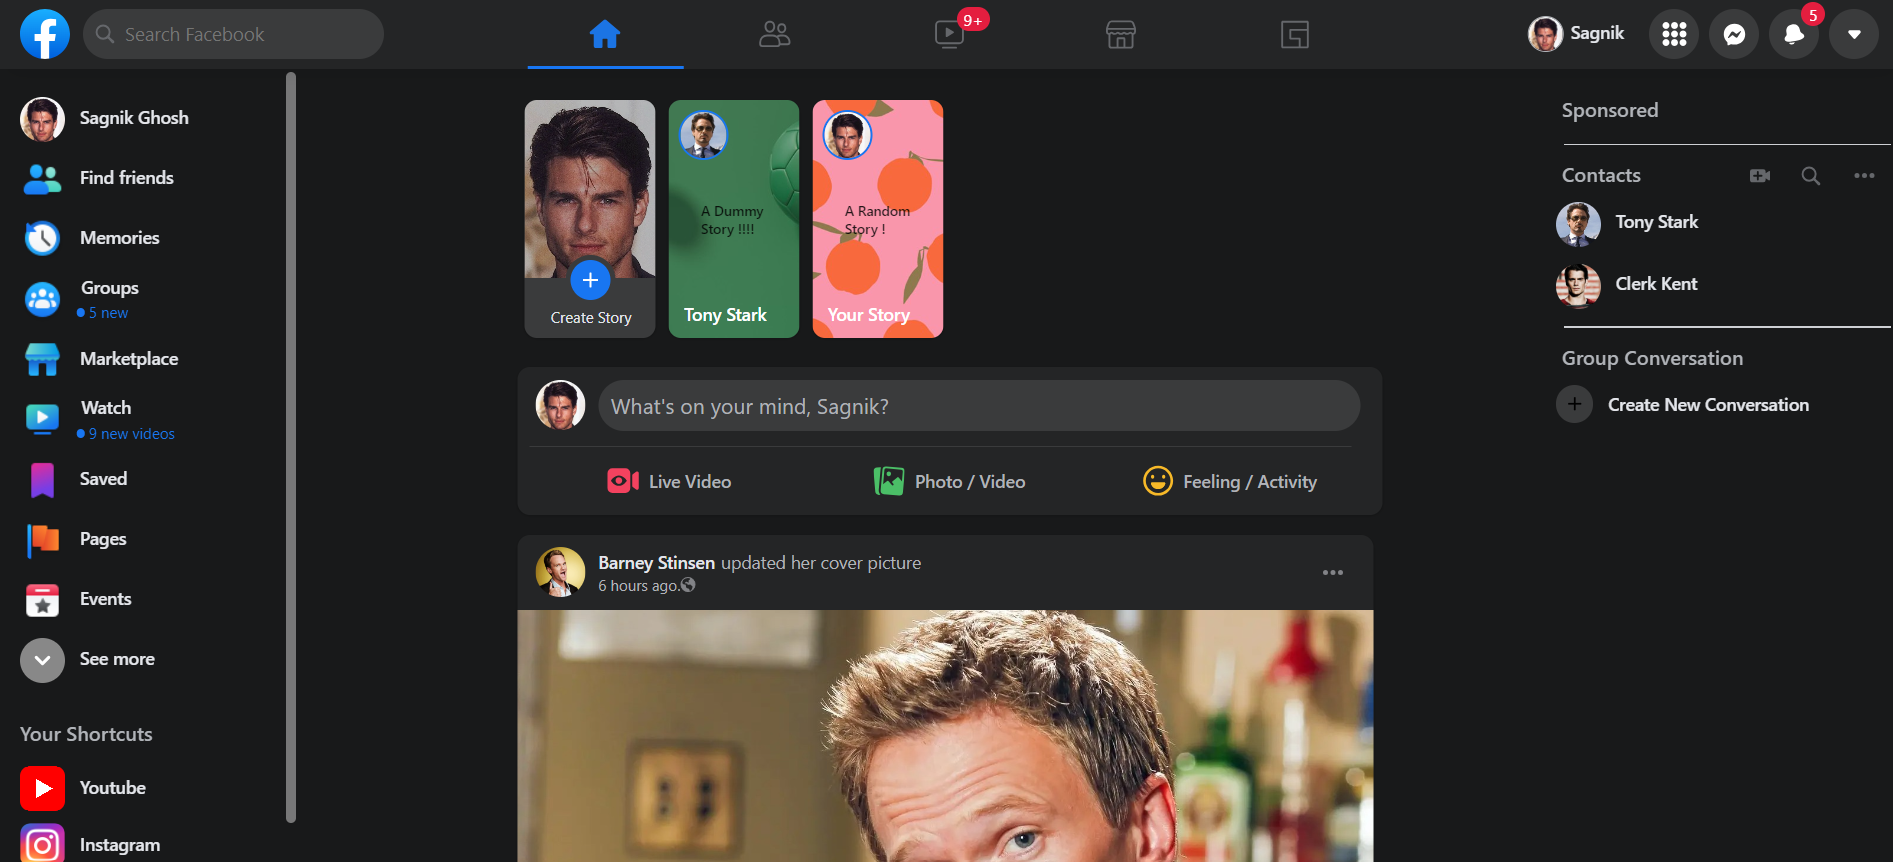 Search Facebook
9+
Sagnik
5
Sagnik Ghosh
Find friends
Memories
Groups
5 new
Marketplace
Watch
9 new videos
Saved
Pages
Events
See more
Your Shortcuts
Youtube
Instagram
Create Story
A Dummy
Story !!!!
Tony Stark
A Random
Story !
Your Story
What's on your mind, Sagnik?
Live Video
Photo / Video
Feeling / Activity
Barney Stinsen updated her cover picture
6 hours ago.
Sponsored
Contacts
Tony Stark
Clerk Kent
Group Conversation
Create New Conversation